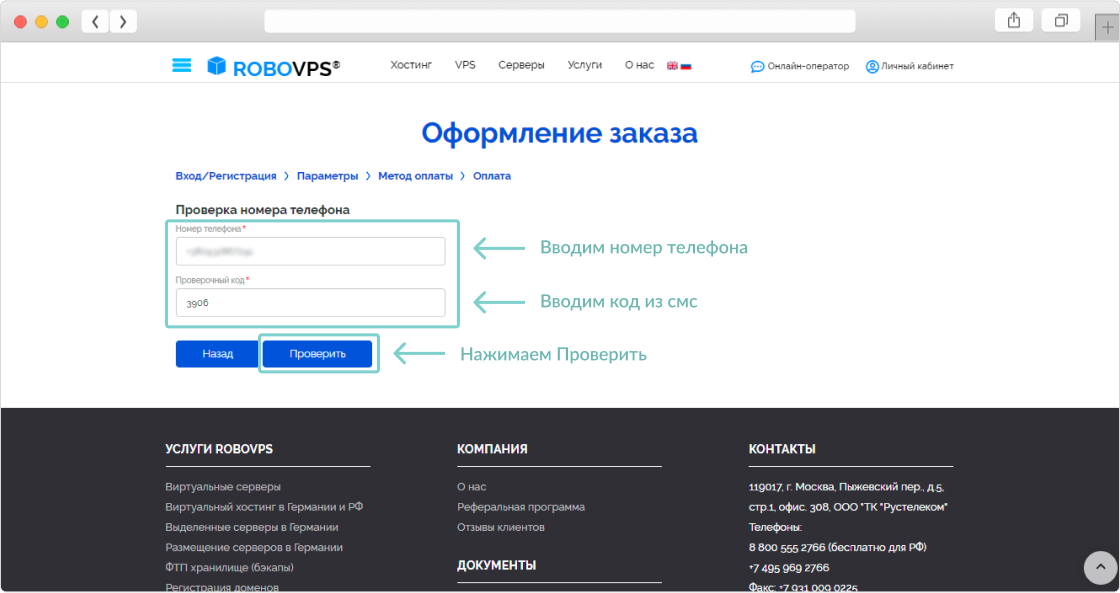 ROBOVPS®
Хостинг VPS Серверы Услуги О нас Онлайн-оператор Личный кабинет
Оформление заказа
Вход/Регистрация > Параметры > Метод оплаты > Оплата
Проверка номера телефона
Номер телефона*
Вводим номер телефона
Проверочный код*
3906
Вводим код из смс
Назад Проверить
Нажимаем Проверить
УСЛУГИ ROBOVPS
Виртуальные серверы
Виртуальный хостинг в Германии и РФ
Выделенные серверы в Германии
Размещение серверов в Германии
ФТП хранилище (бэкапы)
Регистрация доменов
КОМПАНИЯ
О нас
Реферальная программа
Отзывы клиентов
ДОКУМЕНТЫ
КОНТАКТЫ
119017, г. Москва, Пыжевский пер., д.5,
стр.1, офис. 308, ООО "ТК "Рустелеком"
Телефоны:
8 800 555 2766 (бесплатно для РФ)
+7 495 969 2766
Факс: +7 931 009 0225